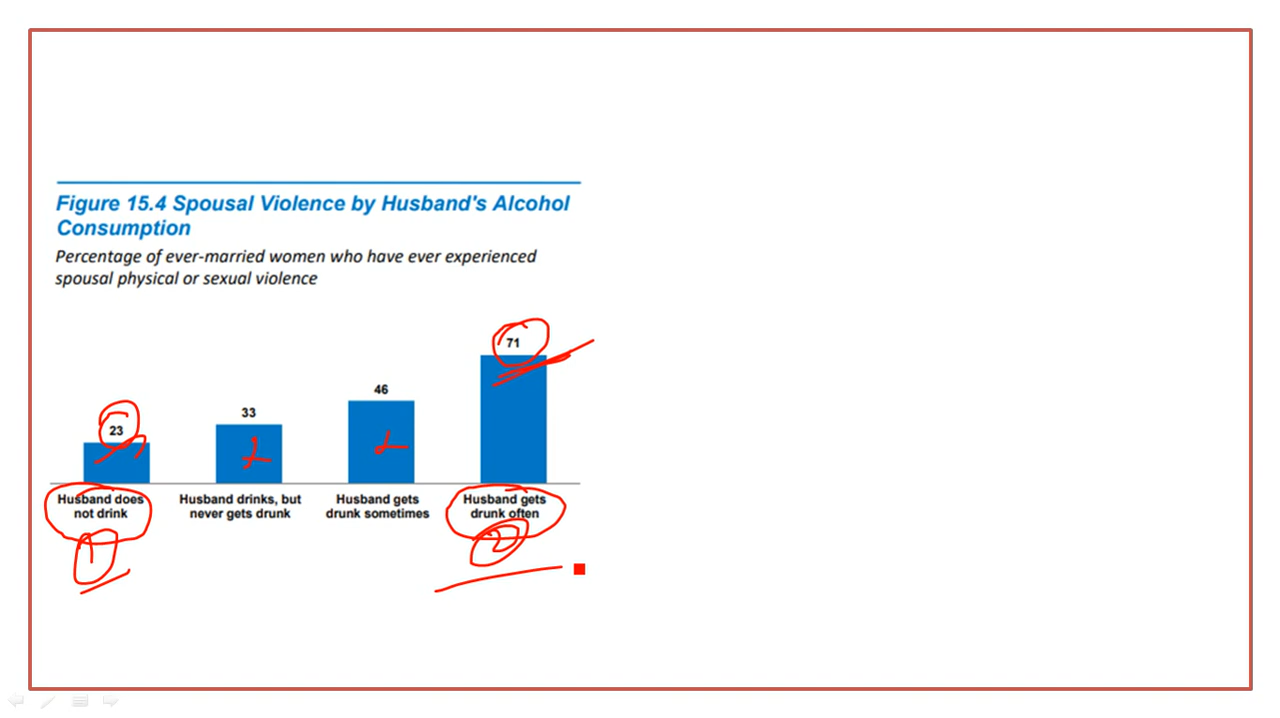 Figure 15.4 Spousal Violence by Husband's Alcohol
Consumption
Percentage of ever-married women who have ever experienced
spousal physical or sexual violence
71
46
33
23
Husband does
not drink
Husband drinks, but
never gets drunk
Husband gets
drunk sometimes
Husband gets
drunk often
1
2